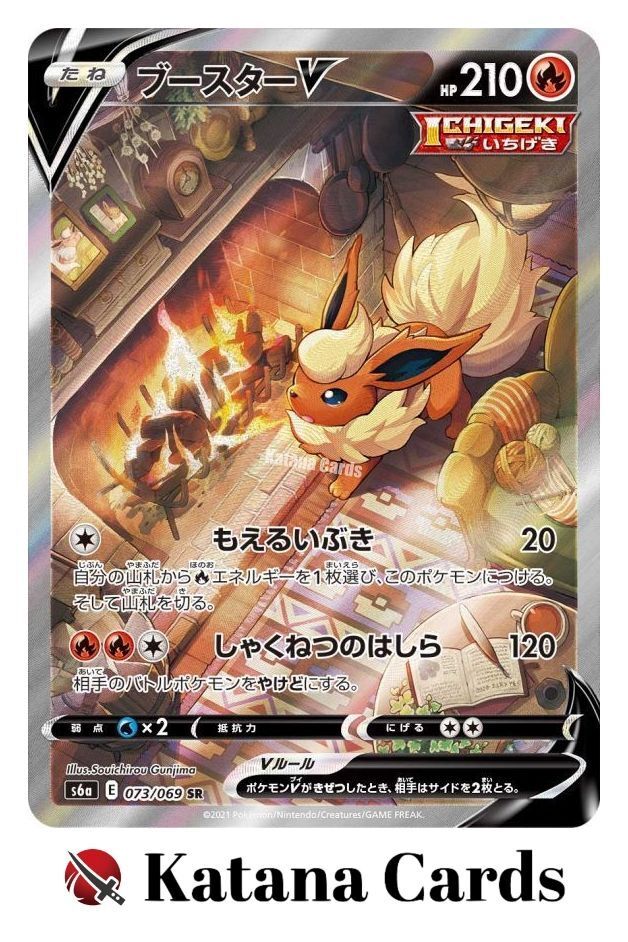 たね
ブースターV
HP 210
ICHIGEKI
いちげき
Katana Cards
もえるいぶき 20
自分の山札から エネルギーを1枚選び、このポケモンにつける。
そして山札を切る。
しゃくねつのはしら 120
相手のバトルポケモンをやけどにする。
弱点 ×2 抵抗力 にげる
Illus. Souichirou Gunjima
Vルール
ポケモンVがきぜつしたとき、相手はサイドを2枚とる。
s6a E 073/069 SR
©2021 Pokémon/Nintendo/Creatures/GAME FREAK.
Katana Cards